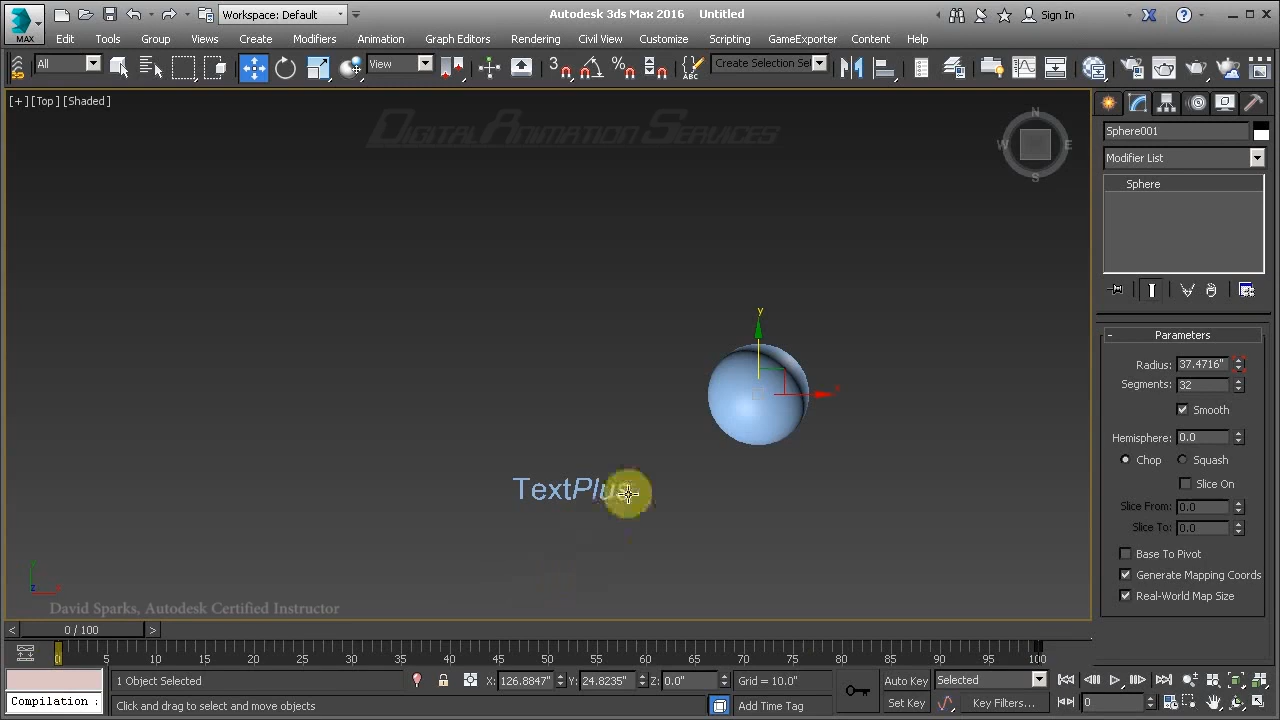 MAX
Workspace: Default
Autodesk 3ds Max 2016 Untitled
Sign In
Edit Tools Group Views Create Modifiers Animation Graph Editors Rendering Civil View Customize Scripting GameExporter Content Help
All
View
3
ABC
Create Selection Sel
[+] [Top] [Shaded]
DIGITAL ANIMATION SERVICES
N
W E
S
y
x
TextPlus
David Sparks, Autodesk Certified Instructor
Sphere001
Modifier List
Sphere
- Parameters
Radius: 37.4716"
Segments: 32
Smooth
Hemisphere: 0.0
Chop Squash
Slice On
Slice From: 0.0
Slice To: 0.0
Base To Pivot
Generate Mapping Coords
Real-World Map Size
< 0 / 100 >
0 5 10 15 20 25 30 35 40 45 50 55 60 65 70 75 80 85 90 95 100
1 Object Selected
X: 126.8847" Y: 24.8235" Z: 0.0"
Grid = 10.0"
Auto Key Selected
Compilation :
Click and drag to select and move objects
Add Time Tag
Set Key Key Filters...
0